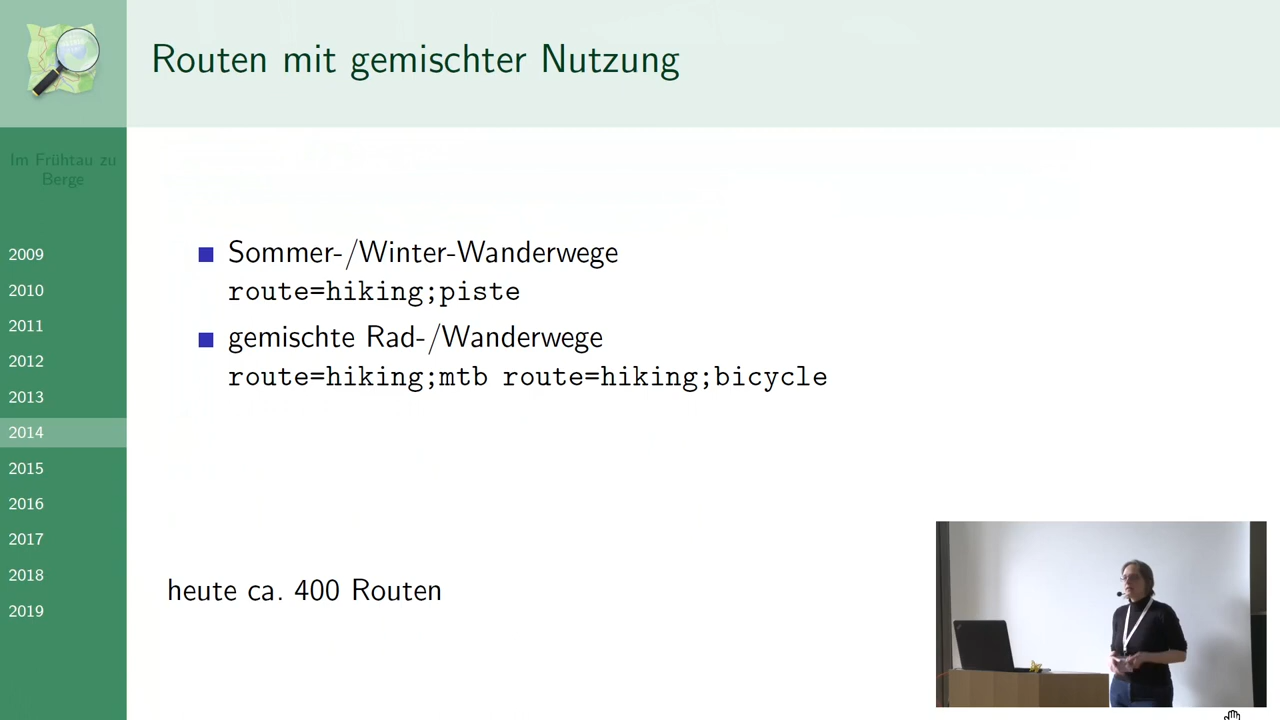 Routen mit gemischter Nutzung
Im Frühtau zu
Berge
2009
2010
2011
2012
2013
2014
2015
2016
2017
2018
2019
Sommer-/Winter-Wanderwege
route=hiking;piste
gemischte Rad-/Wanderwege
route=hiking;mtb route=hiking;bicycle
heute ca. 400 Routen